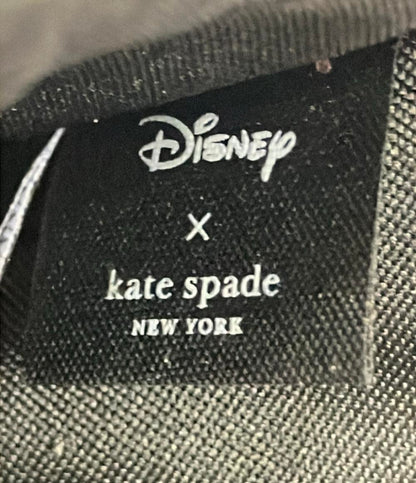 Disney
x
kate spade
NEW YORK